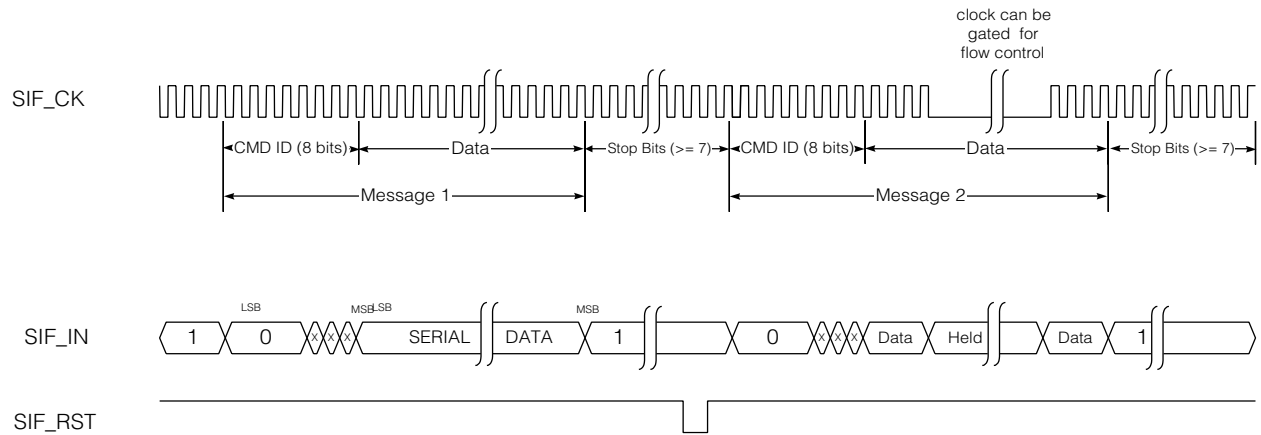 clock can be
gated for
flow control
SIF_CK
CMD ID (8 bits) Data Stop Bits (>= 7) CMD ID (8 bits) Data Stop Bits (>= 7)
Message 1 Message 2
LSB MSB LSB MSB
SIF_IN 1 0 x x x SERIAL DATA 1 0 x x x Data Held Data 1
SIF_RST